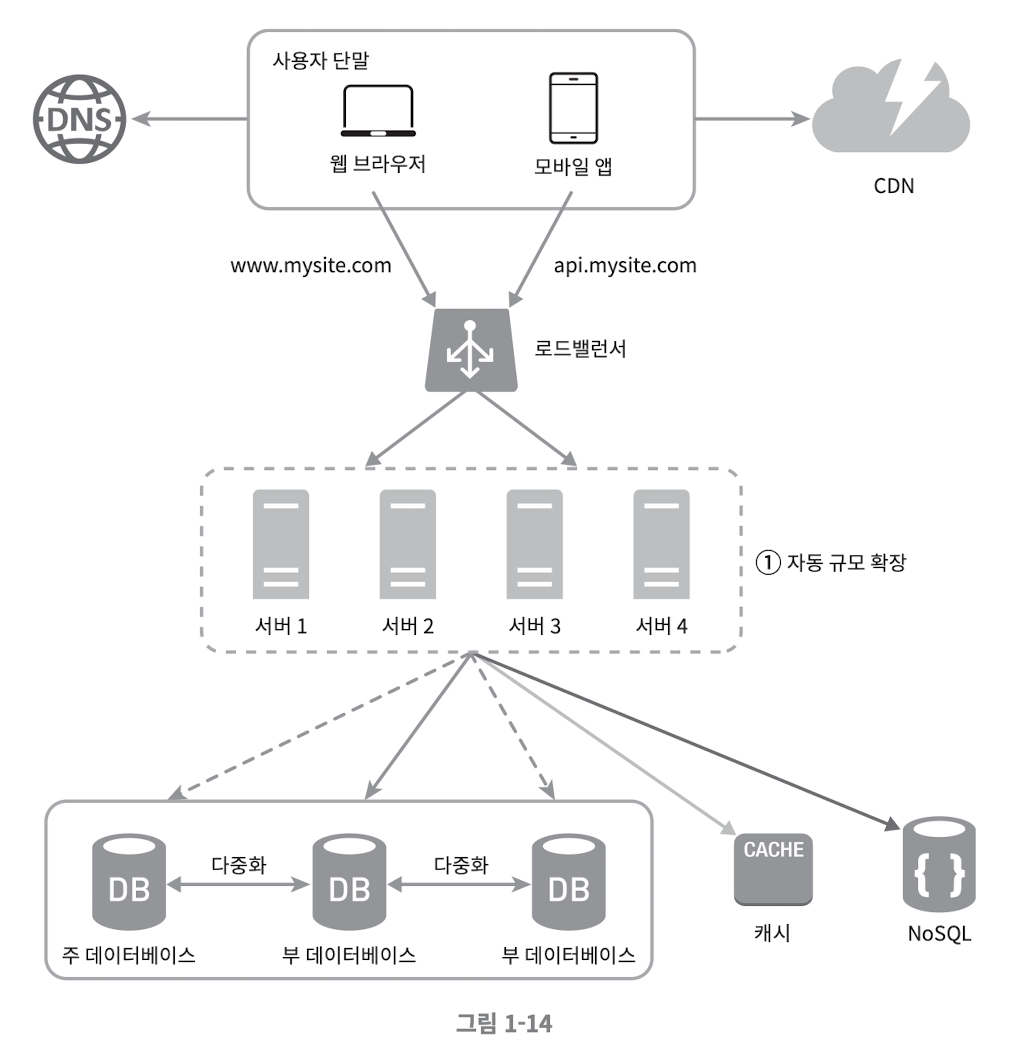 사용자 단말
DNS
웹 브라우저
모바일 앱
CDN
www.mysite.com
api.mysite.com
로드밸런서
서버 1
서버 2
서버 3
서버 4
① 자동 규모 확장
다중화
다중화
DB
DB
DB
주 데이터베이스
부 데이터베이스
부 데이터베이스
CACHE
캐시
{ }
NoSQL
그림 1-14